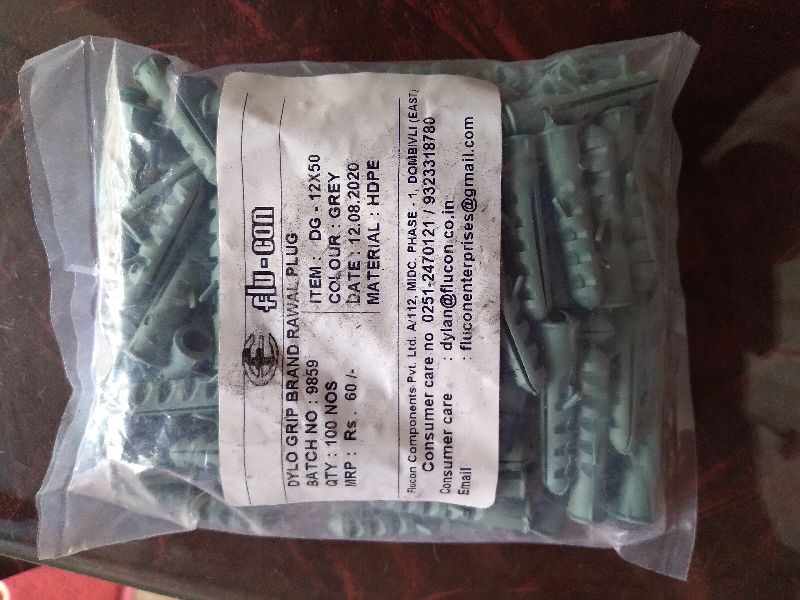 flu-con
DYLO GRIP BRAND RAWAL PLUG
BATCH NO : 9859 ITEM : DG - 12X50
QTY : 100 NOS COLOUR : GREY
MRP : Rs. 60 /- DATE : 12.08.2020
MATERIAL : HDPE
Flucon Components Pvt. Ltd. A/112, MIDC, PHASE - 1, DOMBIVLI (EAST)
Consumer care no 0251-2470121 / 9323318780
Consumer care : dylan@flucon.co.in
Email : fluconenterprises@gmail.com